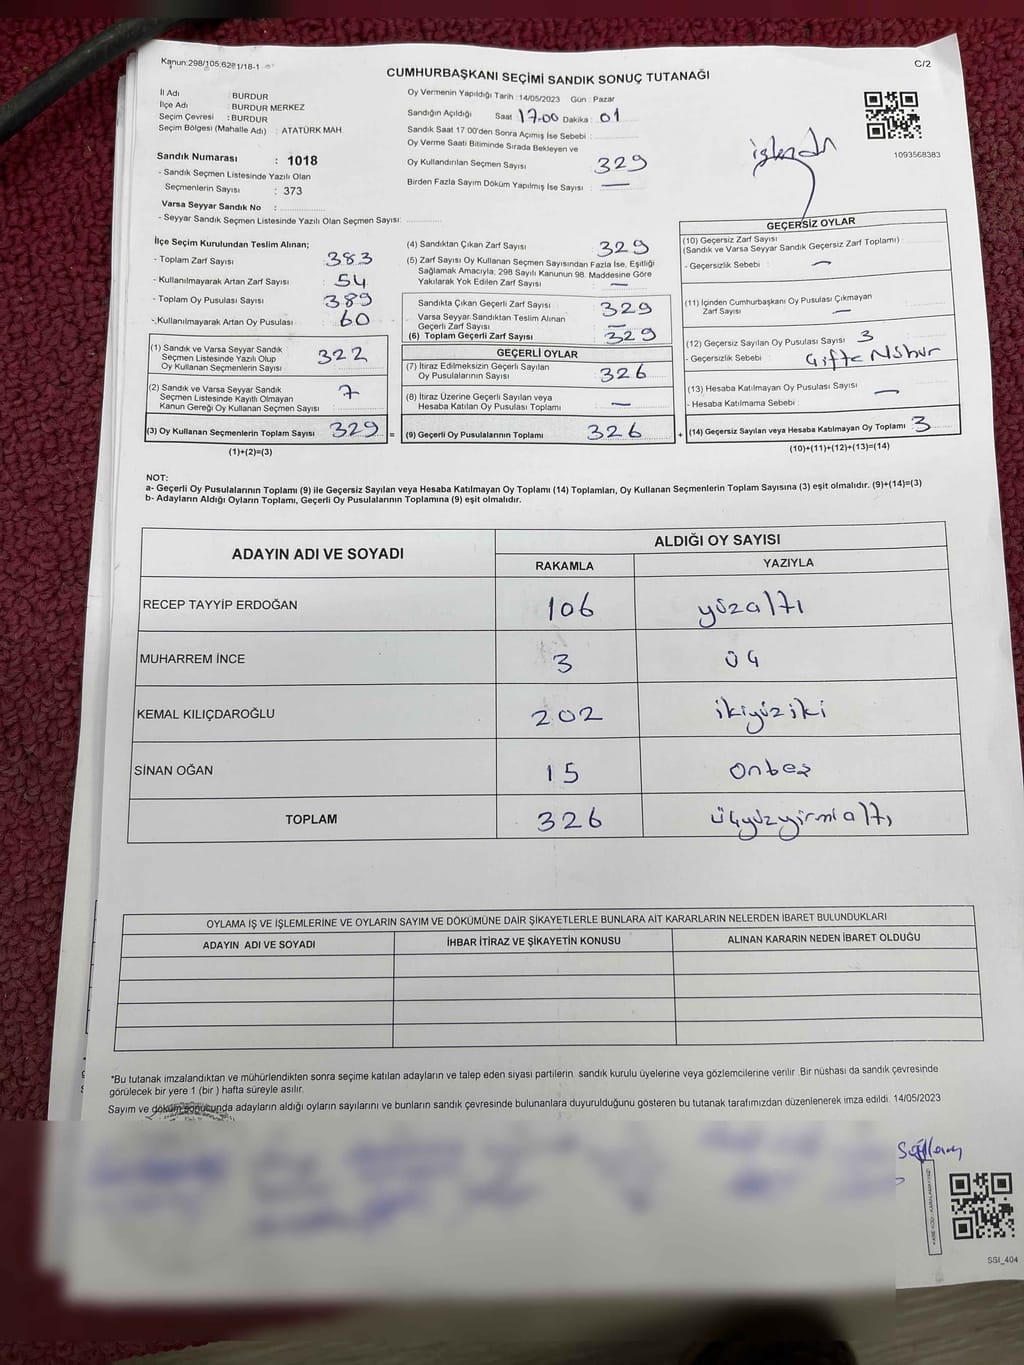 Kanun:298/105,6281/18-1
C/2
CUMHURBAŞKANI SEÇİMİ SANDIK SONUÇ TUTANAĞI
İl Adı : BURDUR
İlçe Adı : BURDUR MERKEZ
Seçim Çevresi : BURDUR
Seçim Bölgesi (Mahalle Adı) : ATATÜRK MAH.
Sandık Numarası : 1018
- Sandık Seçmen Listesinde Yazılı Olan
Seçmenlerin Sayısı : 373
Varsa Seyyar Sandık No :
- Seyyar Sandık Seçmen Listesinde Yazılı Olan Seçmen Sayısı:
Oy Vermenin Yapıldığı Tarih : 14/05/2023 Gün : Pazar
Sandığın Açıldığı Saat : 17.00 Dakika : 01
Sandık Saat 17:00'den Sonra Açımış İse Sebebi :
Oy Verme Saati Bitiminde Sırada Bekleyen ve
Oy Kullandırılan Seçmen Sayısı : 329
Birden Fazla Sayım Döküm Yapılmış İse Sayısı : —
işlendi
1093568383
İlçe Seçim Kurulundan Teslim Alınan;
- Toplam Zarf Sayısı : 383
- Kullanılmayarak Artan Zarf Sayısı : 54
- Toplam Oy Pusulası Sayısı : 389
- Kullanılmayarak Artan Oy Pusulası : 60
(1) Sandık ve Varsa Seyyar Sandık
Seçmen Listesinde Yazılı Olup
Oy Kullanan Seçmenlerin Sayısı : 322
(2) Sandık ve Varsa Seyyar Sandık
Seçmen Listesinde Kayıtlı Olmayan
Kanun Gereği Oy Kullanan Seçmen Sayısı : 7
(3) Oy Kullanan Seçmenlerin Toplam Sayısı 329 =
(1)+(2)=(3)
(4) Sandıktan Çıkan Zarf Sayısı : 329
(5) Zarf Sayısı Oy Kullanan Seçmen Sayısından Fazla İse, Eşitliği
Sağlamak Amacıyla, 298 Sayılı Kanunun 98. Maddesine Göre
Yakılarak Yok Edilen Zarf Sayısı : —
Sandıkta Çıkan Geçerli Zarf Sayısı : 329
Varsa Seyyar Sandıktan Teslim Alınan
Geçerli Zarf Sayısı : —
(6) Toplam Geçerli Zarf Sayısı : 329
GEÇERLİ OYLAR
(7) İtiraz Edilmeksizin Geçerli Sayılan
Oy Pusulalarının Sayısı : 326
(8) İtiraz Üzerine Geçerli Sayılan veya
Hesaba Katılan Oy Pusulası Toplamı : —
(9) Geçerli Oy Pusulalarının Toplamı 326 +
GEÇERSİZ OYLAR
(10) Geçersiz Zarf Sayısı
(Sandık ve Varsa Seyyar Sandık Geçersiz Zarf Toplamı) :
- Geçersizlik Sebebi : —
(11) İçinden Cumhurbaşkanı Oy Pusulası Çıkmayan
Zarf Sayısı : —
(12) Geçersiz Sayılan Oy Pusulası Sayısı : 3
- Geçersizlik Sebebi : Çifte Mühür
(13) Hesaba Katılmayan Oy Pusulası Sayısı : —
- Hesaba Katılmama Sebebi :
(14) Geçersiz Sayılan veya Hesaba Katılmayan Oy Toplamı 3
(10)+(11)+(12)+(13)=(14)
NOT:
a- Geçerli Oy Pusulalarının Toplamı (9) ile Geçersiz Sayılan veya Hesaba Katılmayan Oy Toplamı (14) Toplamları, Oy Kullanan Seçmenlerin Toplam Sayısına (3) eşit olmalıdır. (9)+(14)=(3)
b- Adayların Aldığı Oyların Toplamı, Geçerli Oy Pusulalarının Toplamına (9) eşit olmalıdır.
ADAYIN ADI VE SOYADI
ALDIĞI OY SAYISI
RAKAMLA YAZIYLA
RECEP TAYYİP ERDOĞAN 106 yüzaltı
MUHARREM İNCE 3 üç
KEMAL KILIÇDAROĞLU 202 ikiyüziki
SİNAN OĞAN 15 onbeş
TOPLAM 326 üçyüzyirmialtı
OYLAMA İŞ VE İŞLEMLERİNE VE OYLARIN SAYIM VE DÖKÜMÜNE DAİR ŞİKAYETLERLE BUNLARA AİT KARARLARIN NELERDEN İBARET BULUNDUKLARI
ADAYIN ADI VE SOYADI İHBAR İTİRAZ VE ŞİKAYETİN KONUSU ALINAN KARARIN NEDEN İBARET OLDUĞU
*Bu tutanak imzalandıktan ve mühürlendikten sonra seçime katılan adayların ve talep eden siyasi partilerin, sandık kurulu üyelerine veya gözlemcilerine verilir. Bir nüshası da sandık çevresinde
görülecek bir yere 1 (bir ) hafta süreyle asılır.
Sayım ve döküm sonucunda adayların aldığı oyların sayılarını ve bunların sandık çevresinde bulunanlara duyurulduğunu gösteren bu tutanak tarafımızdan düzenlenerek imza edildi. 14/05/2023
SSI_404